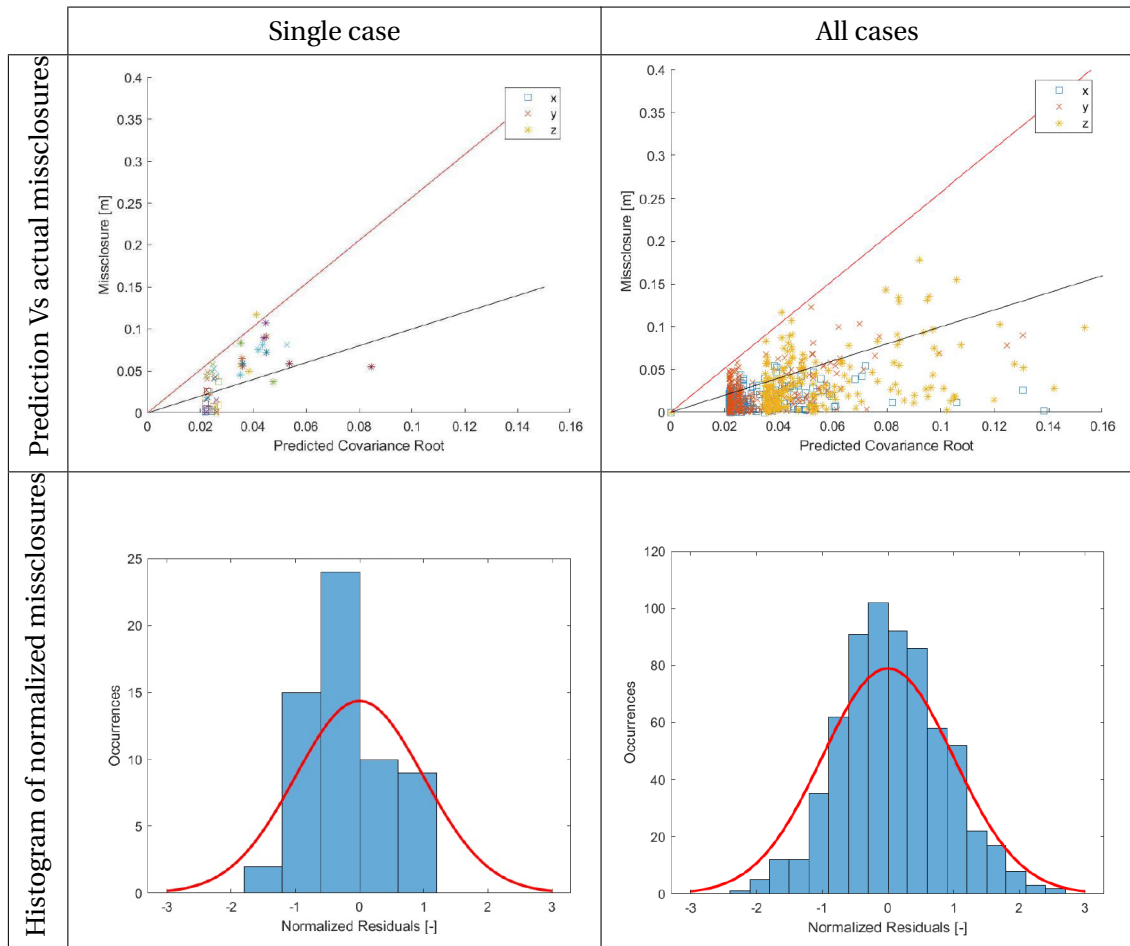 Single case
All cases
Prediction Vs actual missclosures
0.4
0.35
0.3
0.25
0.2
0.15
0.1
0.05
0
Missclosure [m]
x
y
z
0 0.02 0.04 0.06 0.08 0.1 0.12 0.14 0.16
Predicted Covariance Root
0.4
0.35
0.3
0.25
0.2
0.15
0.1
0.05
0
Missclosure [m]
x
y
z
0 0.02 0.04 0.06 0.08 0.1 0.12 0.14 0.16
Predicted Covariance Root
Histogram of normalized missclosures
25
20
15
10
5
0
Occurrences
-3 -2 -1 0 1 2 3
Normalized Residuals [-]
120
100
80
60
40
20
0
Occurrences
-3 -2 -1 0 1 2 3
Normalized Residuals [-]